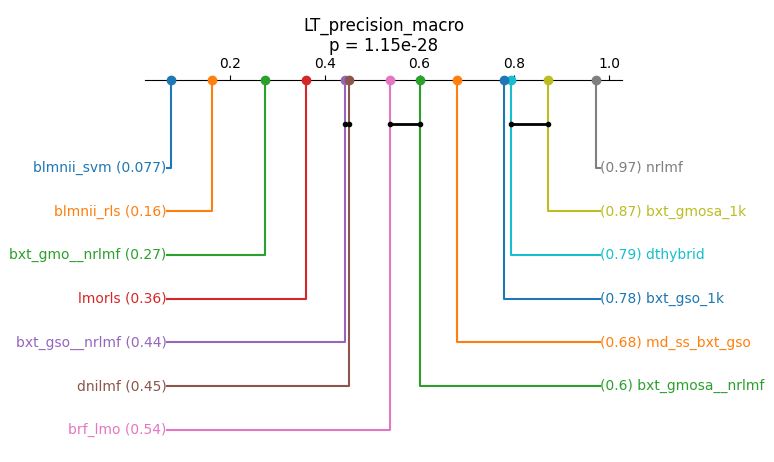 LT_precision_macro
p = 1.15e-28
0.2 0.4 0.6 0.8 1.0
blmnii_svm (0.077)
(0.97) nrlmf
blmnii_rls (0.16)
(0.87) bxt_gmosa_1k
bxt_gmo__nrlmf (0.27)
(0.79) dthybrid
lmorls (0.36)
(0.78) bxt_gso_1k
bxt_gso__nrlmf (0.44)
(0.68) md_ss_bxt_gso
dnilmf (0.45)
(0.6) bxt_gmosa__nrlmf
brf_lmo (0.54)